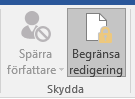 Spärra
författare
Begränsa
redigering
Skydda